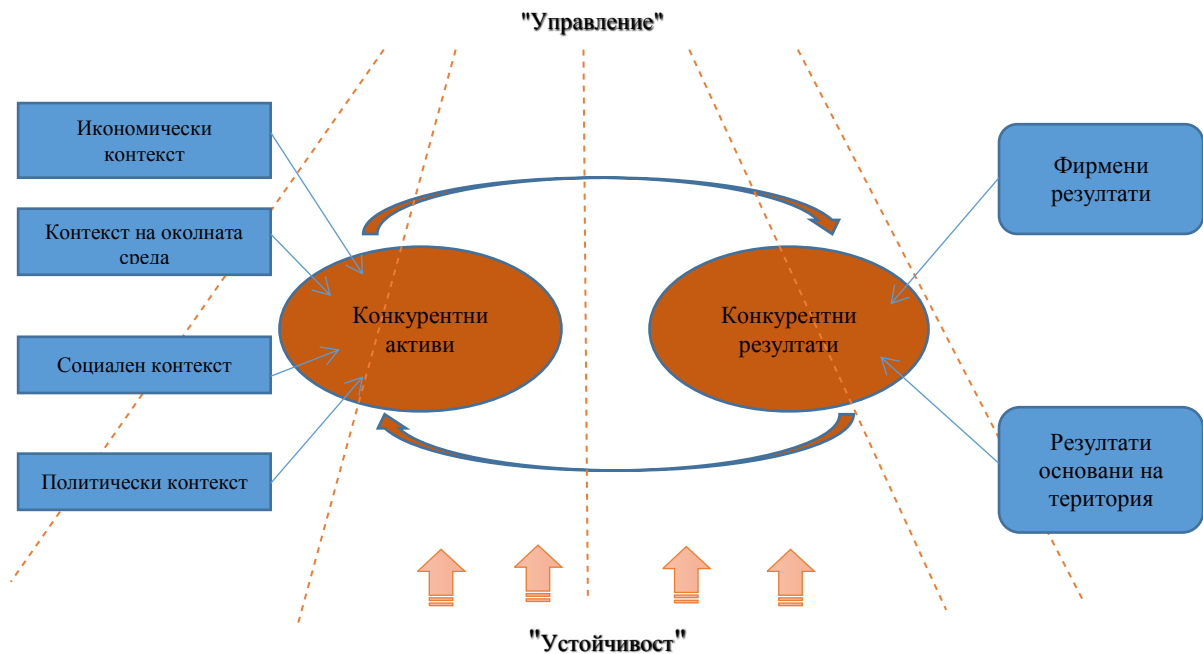 "Управление"
Икономически
контекст
Контекст на околната
среда
Социален контекст
Политически контекст
Конкурентни
активи
Конкурентни
резултати
Фирмени
резултати
Резултати
основани на
територия
"Устойчивост"